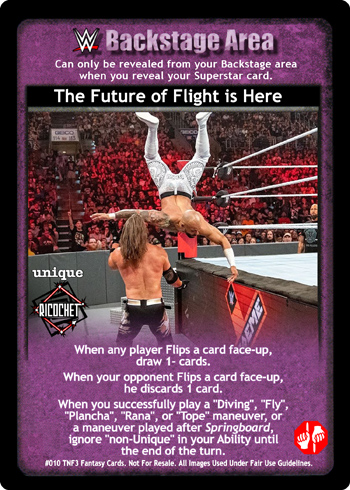 W
Backstage Area
Can only be revealed from your Backstage area
when you reveal your Superstar card.
The Future of Flight is Here
GEICO
GEICO
unique
RICOCHET
When any player Flips a card face-up,
draw 1- cards.
When your opponent Flips a card face-up,
he discards 1 card.
When you successfully play a "Diving", "Fly",
"Plancha", "Rana", or "Tope" maneuver, or
a maneuver played after Springboard,
ignore "non-Unique" in your Ability until
the end of the turn.
#010 TNF3 Fantasy Cards. Not For Resale. All Images Used Under Fair Use Guidelines.